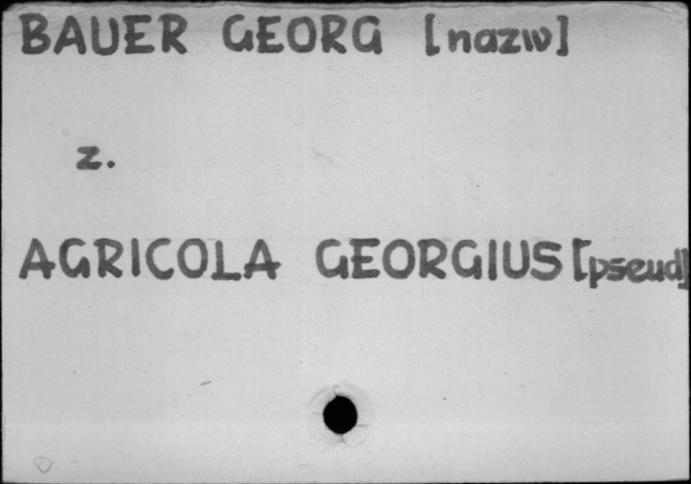 BAUER GEORG [nazw]
z.
AGRICOLA GEORGIUS [pseud]